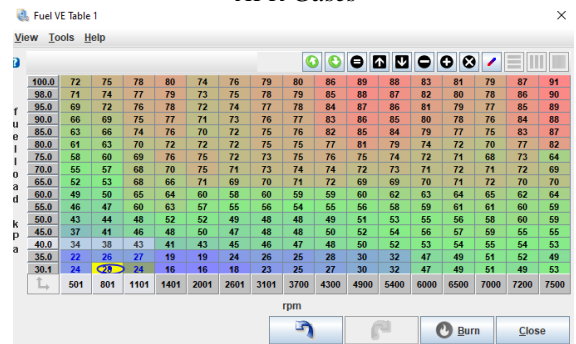 Fuel VE Table 1
View Tools Help
100.0 72 75 78 80 74 76 79 80 86 89 88 83 81 79 87 91
98.0 71 74 77 79 73 75 78 79 85 88 87 82 80 78 86 90
95.0 69 72 76 78 72 74 77 78 84 87 86 81 79 77 85 89
90.0 66 69 75 77 71 73 76 77 83 86 85 80 78 76 84 88
85.0 63 66 74 76 70 72 75 76 82 85 84 79 77 75 83 87
80.0 61 63 70 72 72 72 75 75 77 81 79 74 72 70 77 82
75.0 58 60 69 76 75 72 73 75 76 75 74 72 71 68 73 64
70.0 55 57 68 70 75 71 73 74 74 72 73 71 72 71 72 69
65.0 52 53 68 66 71 69 70 71 72 69 69 70 71 72 70 70
60.0 49 50 65 64 60 58 60 59 59 60 62 63 64 65 62 64
55.0 46 47 60 63 57 55 56 54 55 56 58 59 61 61 60 59
50.0 43 44 48 52 52 49 48 48 49 51 53 55 56 58 60 59
45.0 37 41 46 48 50 47 48 48 50 52 54 56 57 59 55 55
40.0 34 38 43 41 43 45 46 47 48 50 52 53 54 55 54 53
35.0 22 26 27 19 19 24 26 25 28 30 32 47 49 51 52 49
30.1 24 24 16 16 18 23 25 27 30 32 47 49 51 49 53
501 801 1101 1401 2001 2601 3101 3700 4300 4900 5400 6000 6500 7000 7200 7500
fuelload kPa
rpm
Burn Close